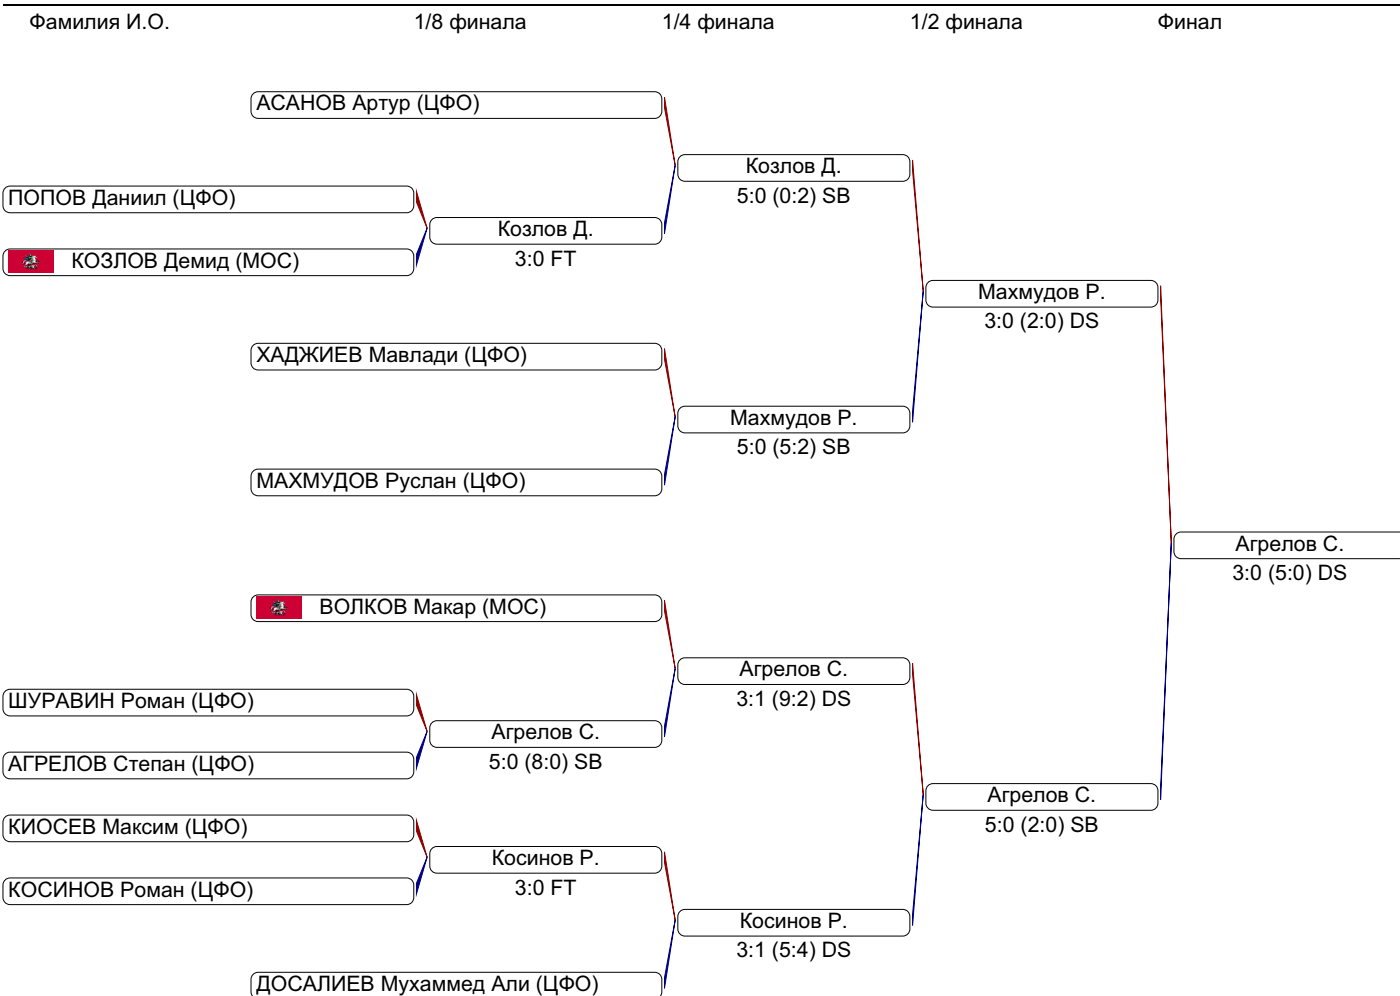 Фамилия И.О. 1/8 финала 1/4 финала 1/2 финала Финал
АСАНОВ Артур (ЦФО)
Козлов Д.
5:0 (0:2) SB
ПОПОВ Даниил (ЦФО)
Козлов Д.
3:0 FT
КОЗЛОВ Демид (МОС)
Махмудов Р.
3:0 (2:0) DS
ХАДЖИЕВ Мавлади (ЦФО)
Махмудов Р.
5:0 (5:2) SB
МАХМУДОВ Руслан (ЦФО)
Агрелов С.
3:0 (5:0) DS
ВОЛКОВ Макар (МОС)
Агрелов С.
3:1 (9:2) DS
ШУРАВИН Роман (ЦФО)
Агрелов С.
5:0 (8:0) SB
АГРЕЛОВ Степан (ЦФО)
Агрелов С.
5:0 (2:0) SB
КИОСЕВ Максим (ЦФО)
Косинов Р.
3:0 FT
КОСИНОВ Роман (ЦФО)
Косинов Р.
3:1 (5:4) DS
ДОСАЛИЕВ Мухаммед Али (ЦФО)